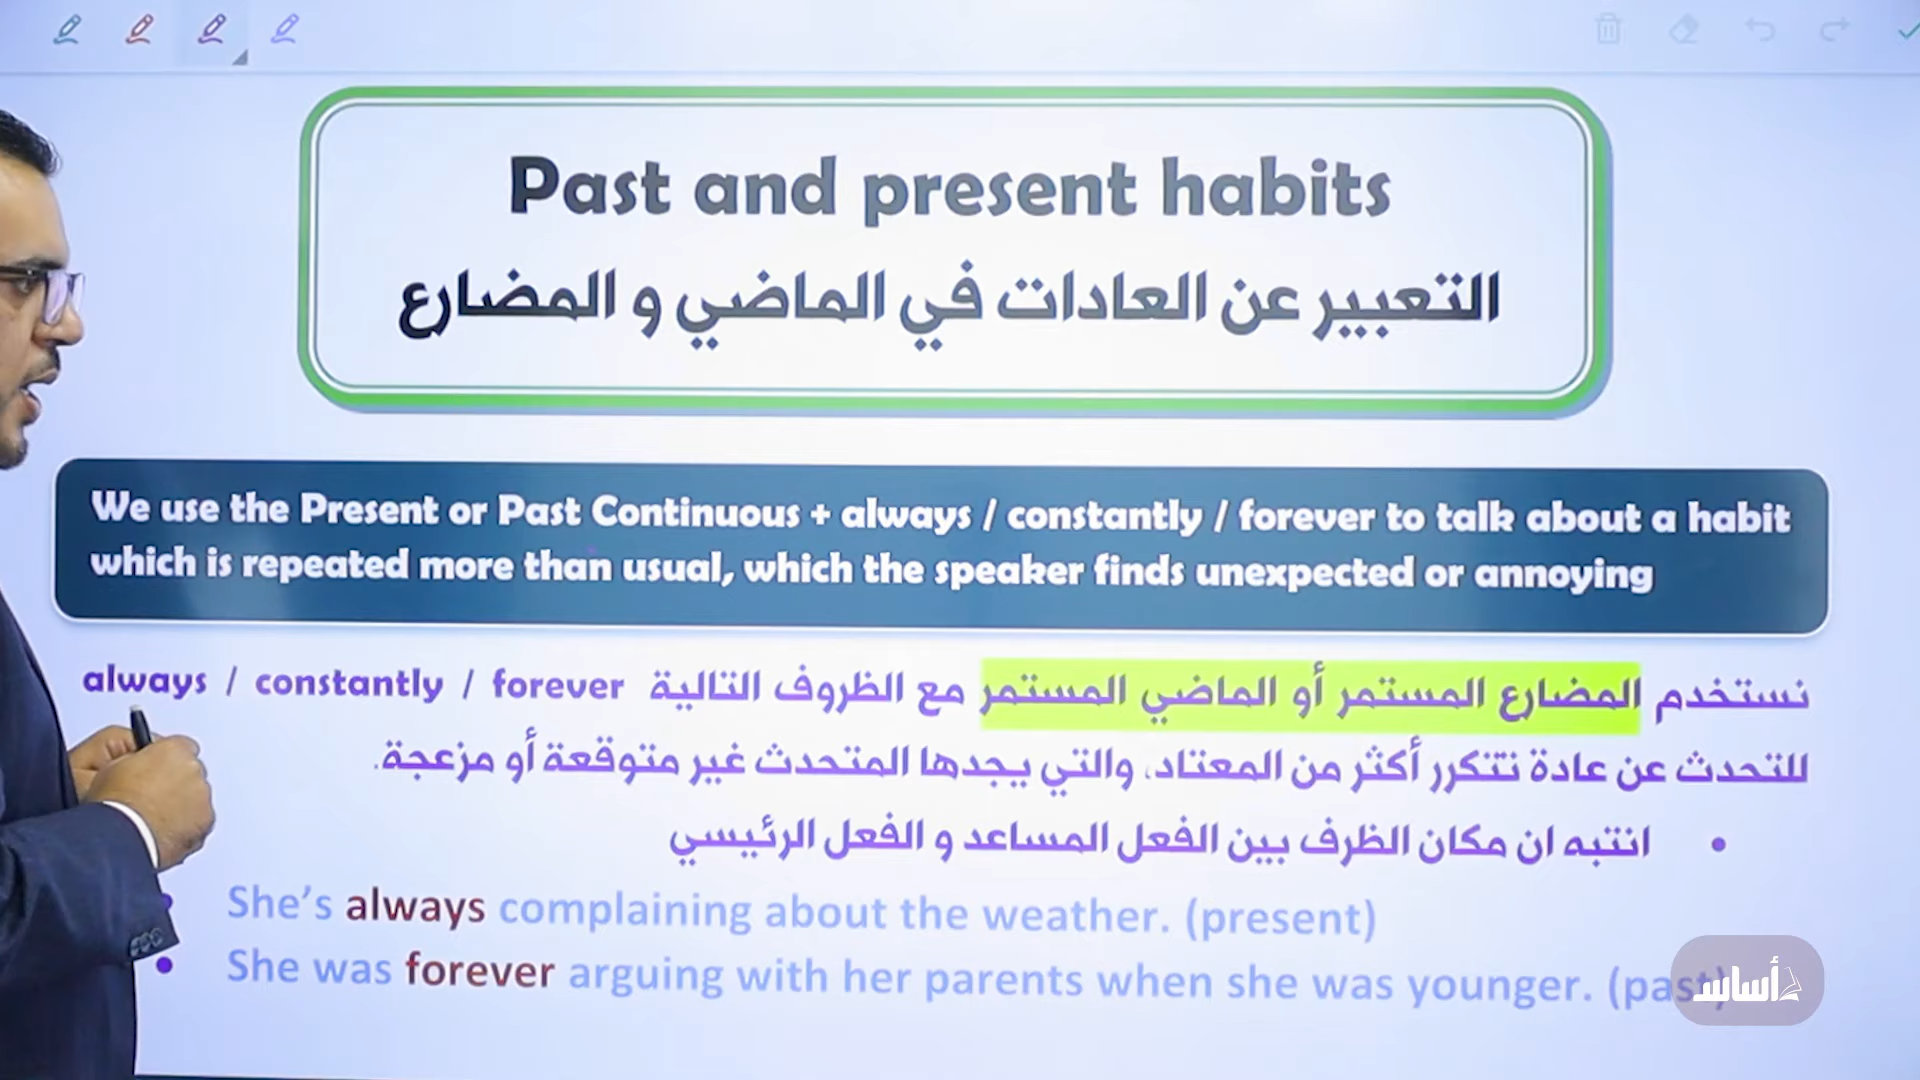 Past and present habits
التعبير عن العادات في الماضي و المضارع
We use the Present or Past Continuous + always / constantly / forever to talk about a habit
which is repeated more than usual, which the speaker finds unexpected or annoying
نستخدم المضارع المستمر أو الماضي المستمر مع الظروف التالية always / constantly / forever
للتحدث عن عادة تتكرر أكثر من المعتاد، والتي يجدها المتحدث غير متوقعة أو مزعجة.
• انتبه ان مكان الظرف بين الفعل المساعد و الفعل الرئيسي
• She's always complaining about the weather. (present)
• She was forever arguing with her parents when she was younger. (past)
أساس